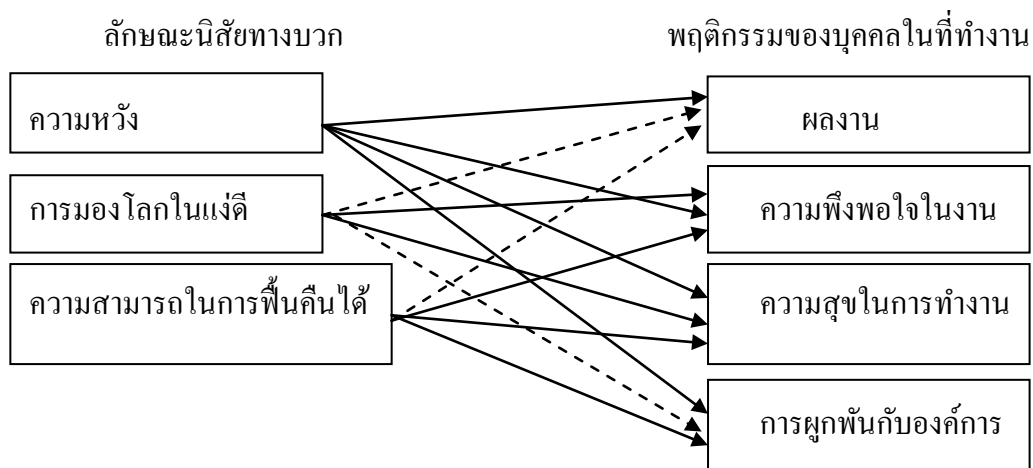 ลักษณะนิสัยทางบวก
พฤติกรรมของบุคคลในที่ทำงาน
ความหวัง
ผลงาน
การมองโลกในแง่ดี
ความพึงพอใจในงาน
ความสามารถในการฟื้นคืนได้
ความสุขในการทำงาน
การผูกพันกับองค์การ